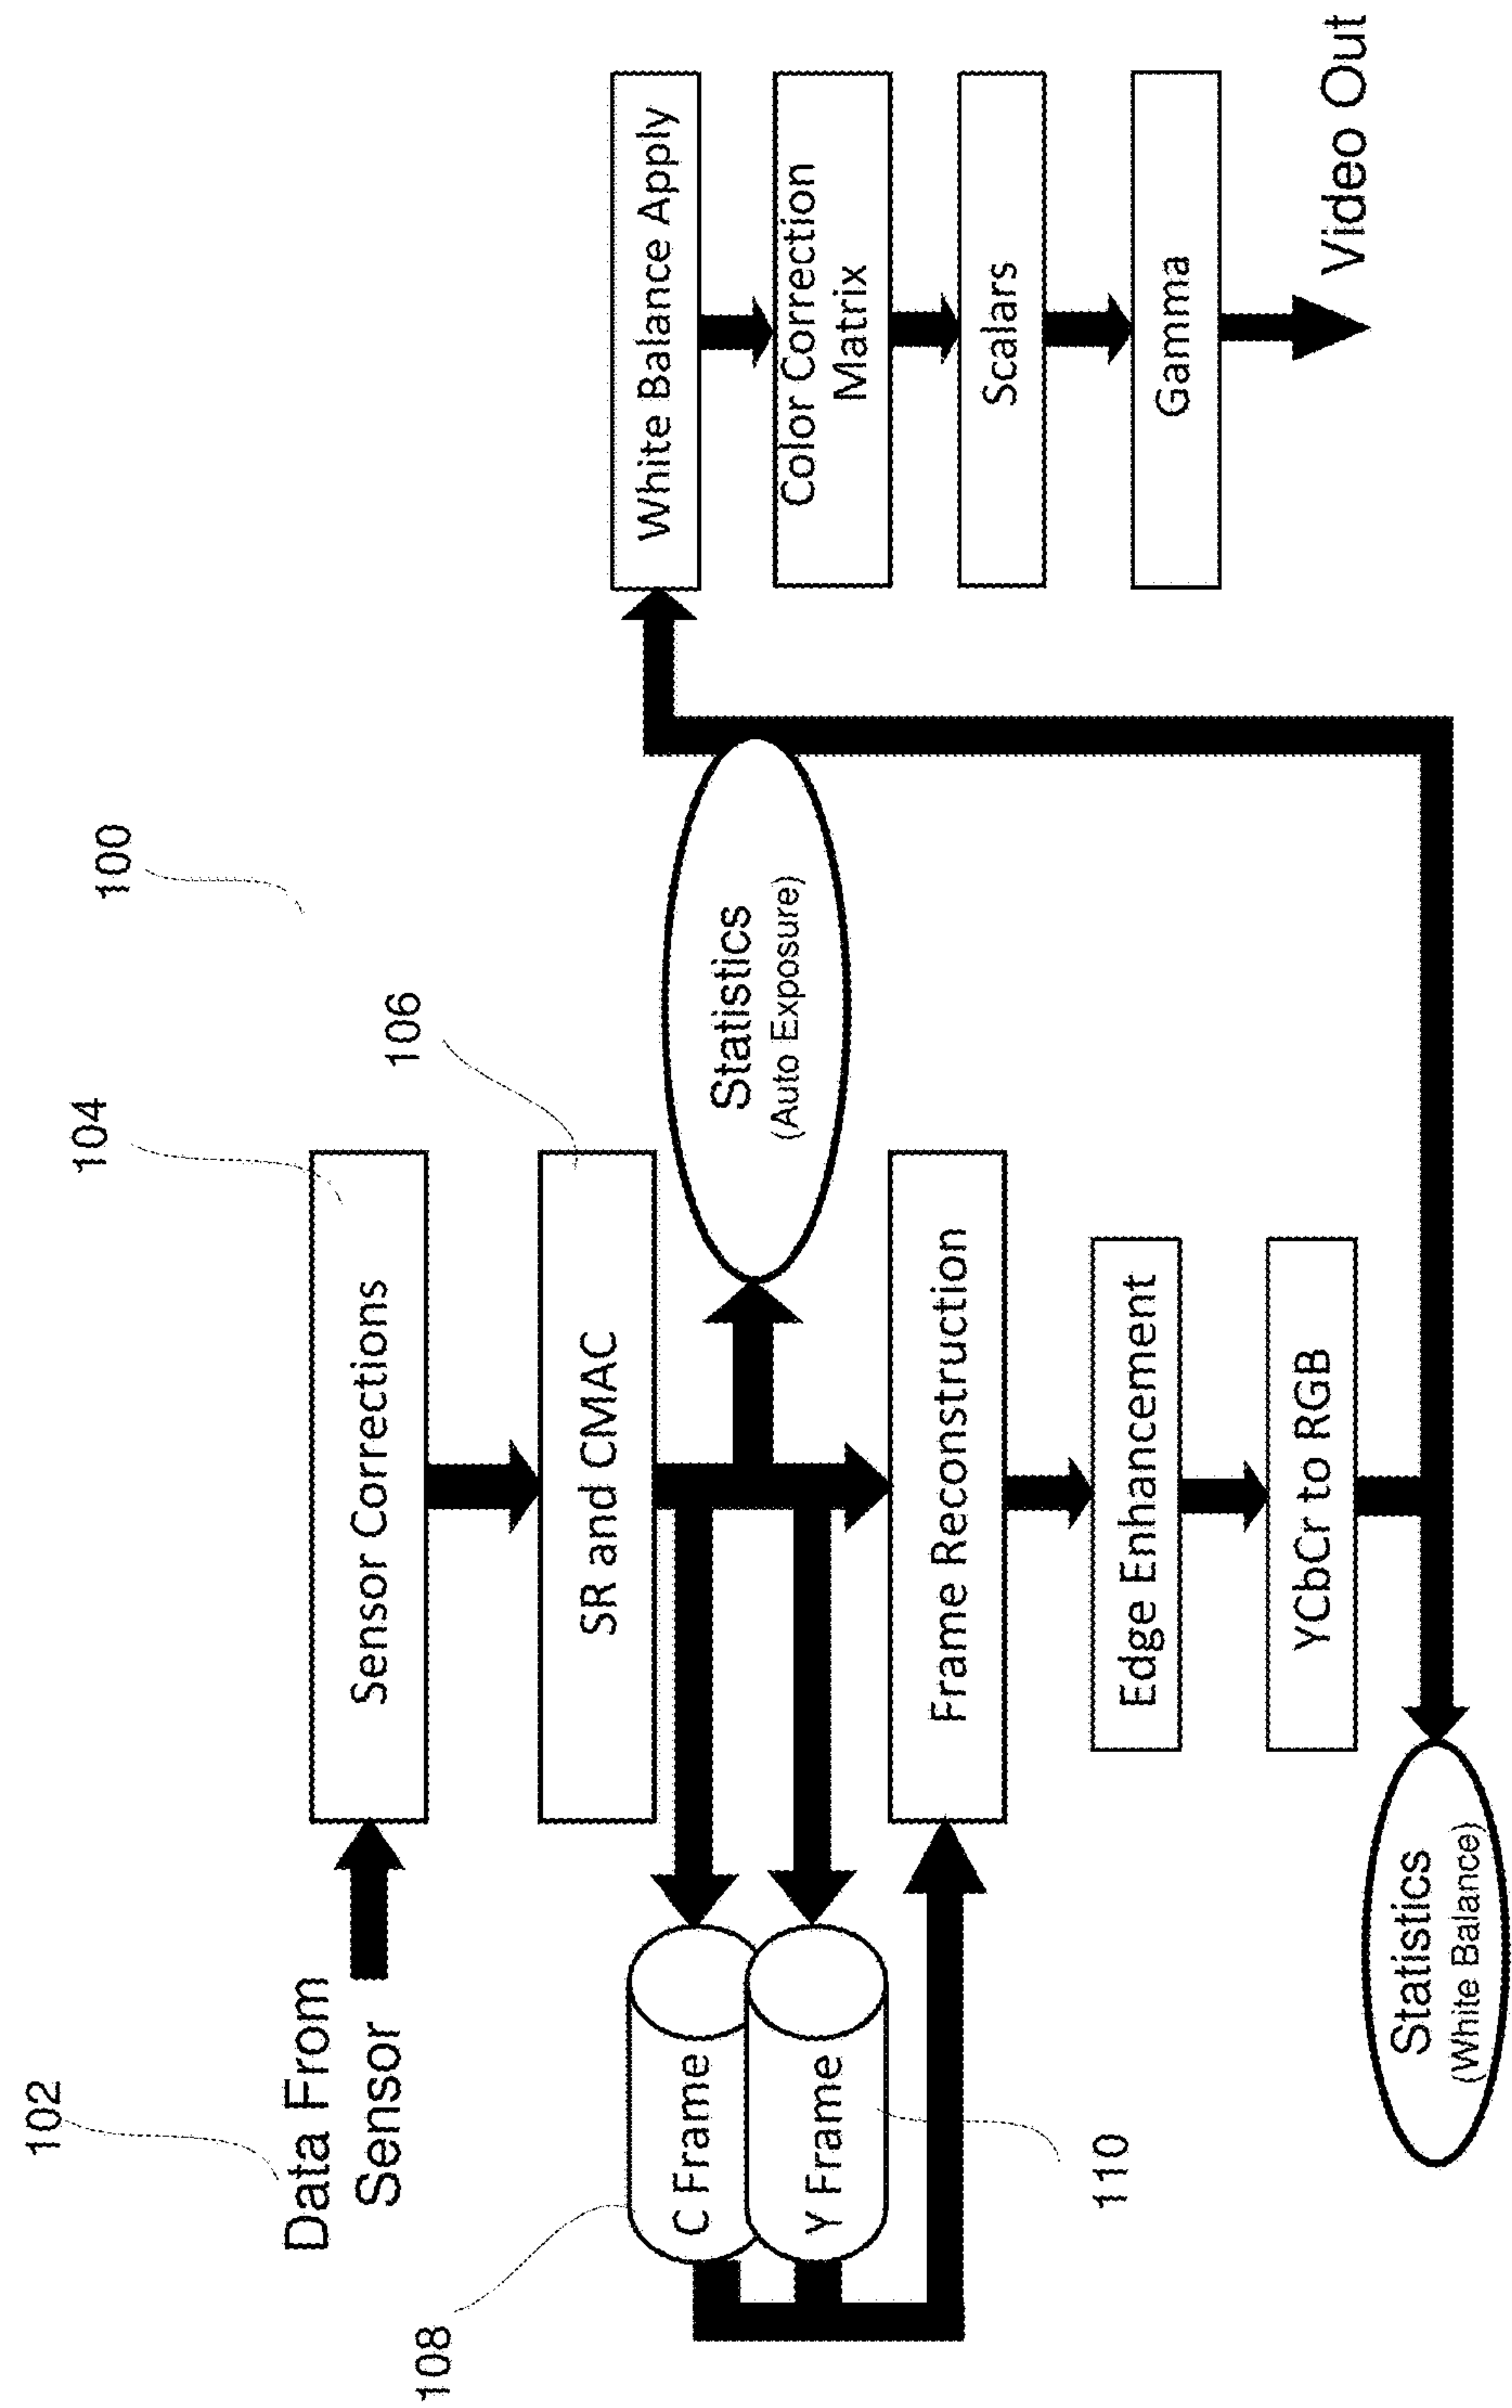 100
102
Data From
Sensor
104
Sensor Corrections
106
SR and CMAC
108
C Frame
Y Frame
110
Statistics
(Auto Exposure)
Frame Reconstruction
Edge Enhancement
YCbCr to RGB
Statistics
(White Balance)
White Balance Apply
Color Correction
Matrix
Scalars
Gamma
Video Out